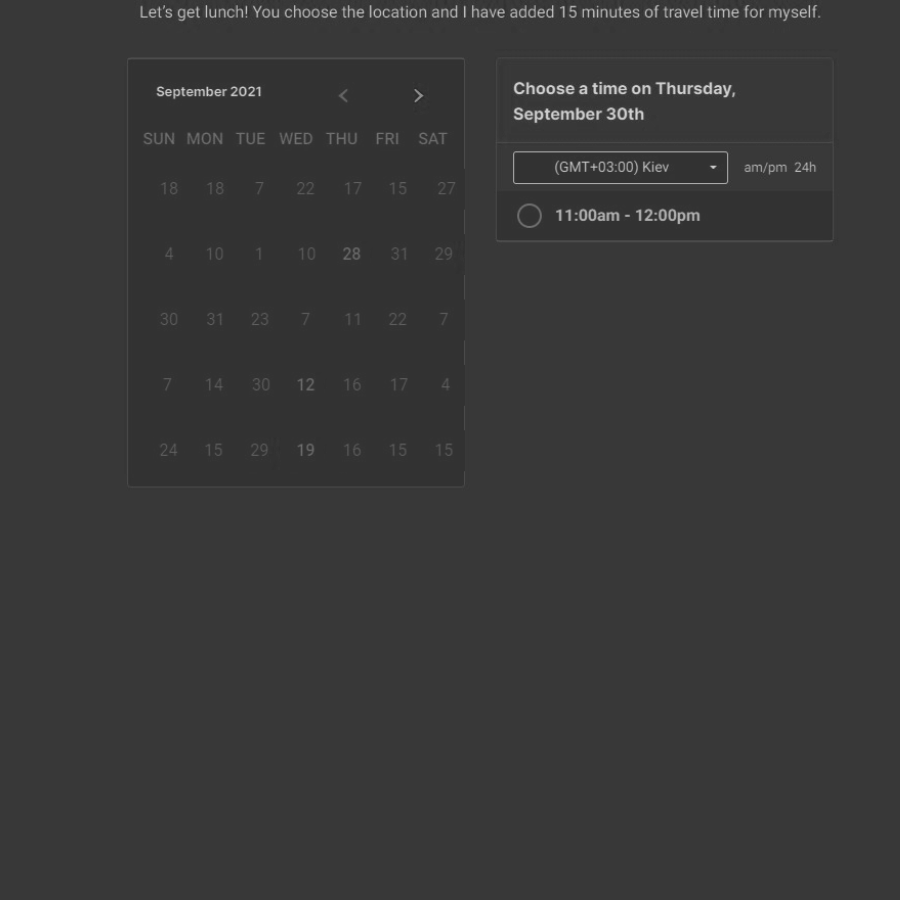 Let's get lunch! You choose the location and I have added 15 minutes of travel time for myself.
September 2021
SUN MON TUE WED THU FRI SAT
18 18 7 22 17 15 27
4 10 1 10 28 31 29
30 31 23 7 11 22 7
7 14 30 12 16 17 4
24 15 29 19 16 15 15
Choose a time on Thursday,
September 30th
(GMT+03:00) Kiev am/pm 24h
11:00am - 12:00pm